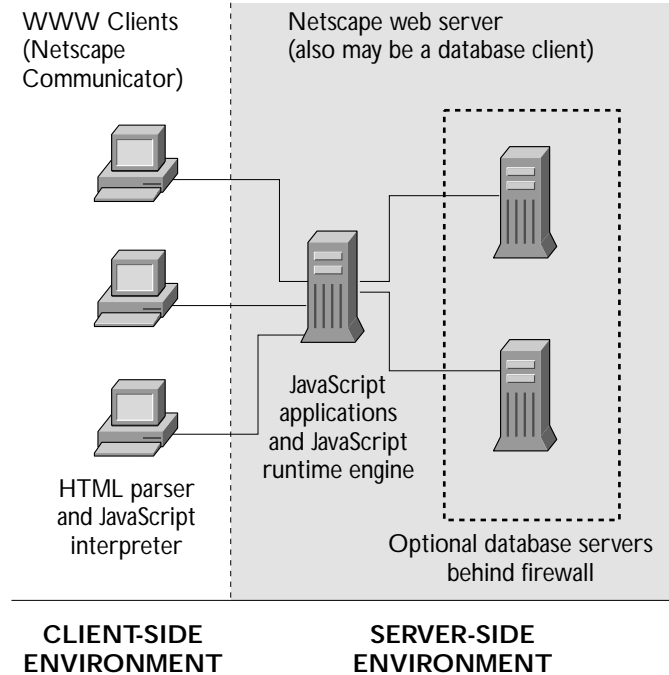 WWW Clients
(Netscape
Communicator)
Netscape web server
(also may be a database client)
JavaScript
applications
and JavaScript
runtime engine
HTML parser
and JavaScript
interpreter
Optional database servers
behind firewall
CLIENT-SIDE
ENVIRONMENT
SERVER-SIDE
ENVIRONMENT